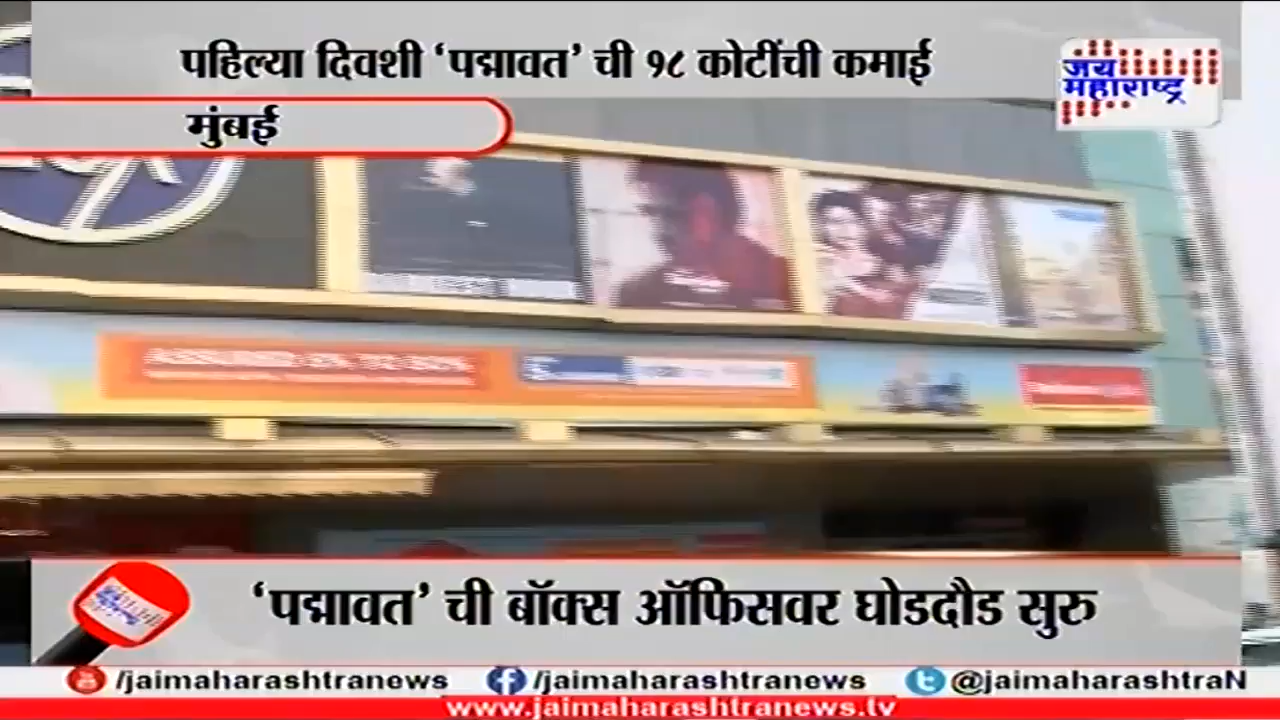 पहिल्या दिवशी ‘पद्मावत’ ची १८ कोटींची कमाई
जय
महाराष्ट्र
मुंबई
‘पद्मावत’ ची बॉक्स ऑफिसवर घोडदौड सुरु
/jaimaharashtranews
/jaimaharashtranews
@jaimaharashtraN
www.jaimaharashtranews.tv